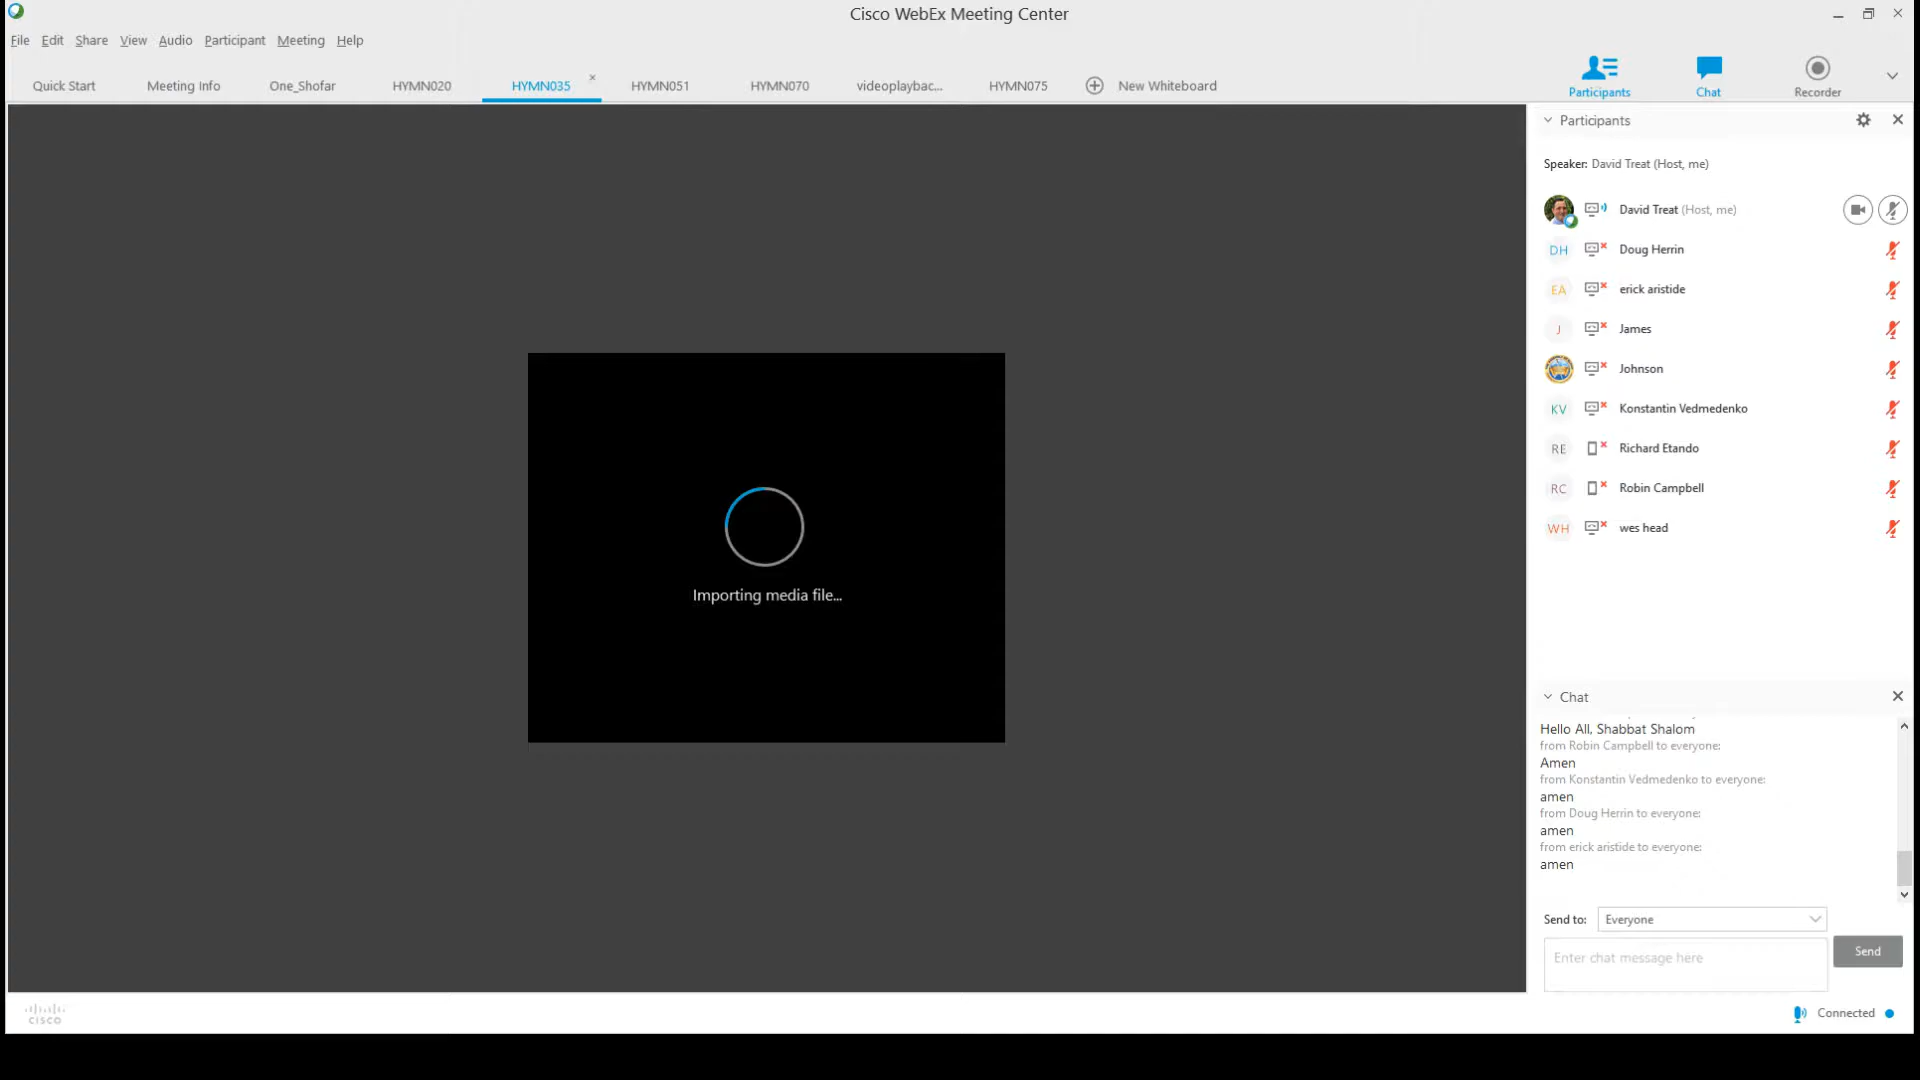 Cisco WebEx Meeting Center
File Edit Share View Audio Participant Meeting Help
Quick Start Meeting Info One_Shofar HYMN020 HYMN035 HYMN051 HYMN070 videoplaybac... HYMN075 New Whiteboard
Participants Chat Recorder
Participants
Speaker: David Treat (Host, me)
David Treat (Host, me)
DH Doug Herrin
EA erick aristide
J James
Johnson
KV Konstantin Vedmedenko
RE Richard Etando
RC Robin Campbell
WH wes head
Importing media file...
Chat
Hello All, Shabbat Shalom
from Robin Campbell to everyone:
Amen
from Konstantin Vedmedenko to everyone:
amen
from Doug Herrin to everyone:
amen
from erick aristide to everyone:
amen
Send to: Everyone
Enter chat message here
Send
cisco
Connected